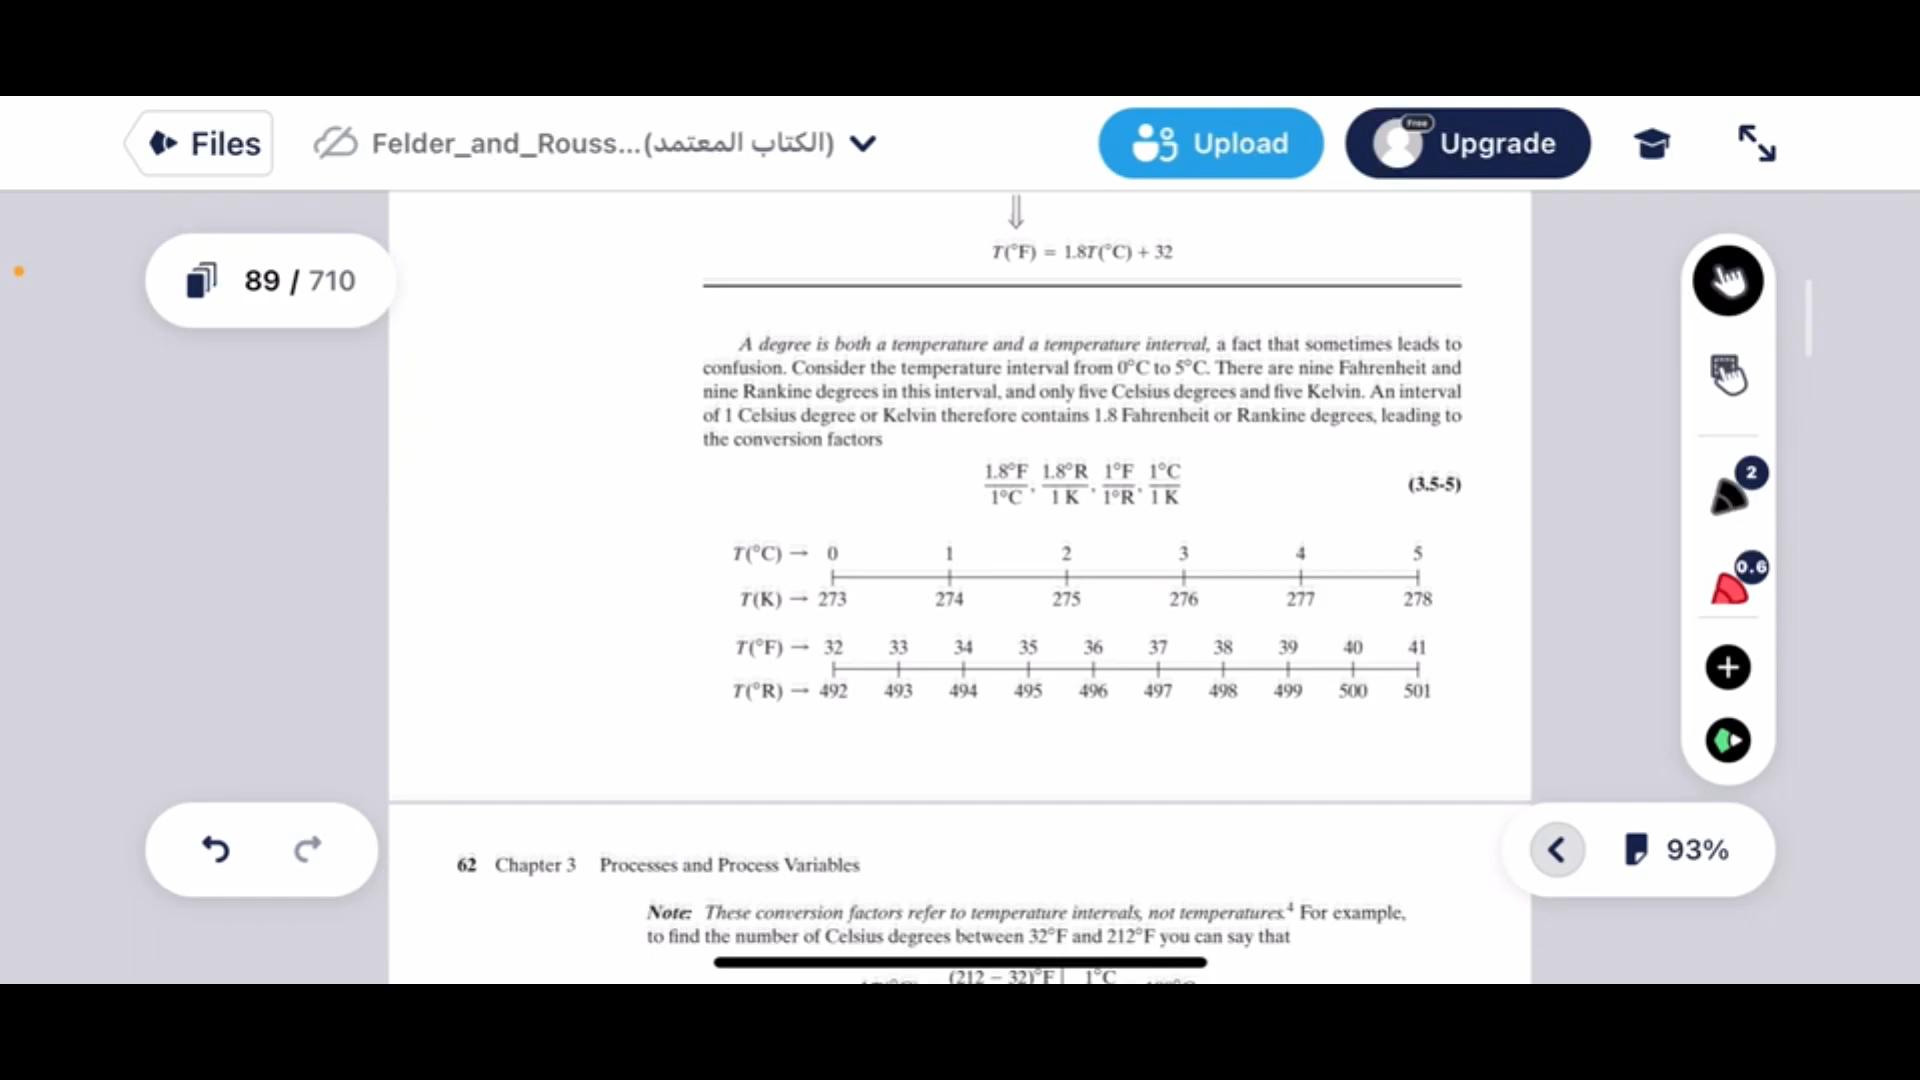 Files
Felder_and_Rouss...(الكتاب المعتمد)
Upload
Free
Upgrade
89 / 710
T(°F) = 1.8T(°C) + 32
A degree is both a temperature and a temperature interval, a fact that sometimes leads to
confusion. Consider the temperature interval from 0°C to 5°C. There are nine Fahrenheit and
nine Rankine degrees in this interval, and only five Celsius degrees and five Kelvin. An interval
of 1 Celsius degree or Kelvin therefore contains 1.8 Fahrenheit or Rankine degrees, leading to
the conversion factors
1.8°F/1°C, 1.8°R/1 K, 1°F/1°R, 1°C/1 K (3.5-5)
T(°C) → 0 1 2 3 4 5
T(K) → 273 274 275 276 277 278
T(°F) → 32 33 34 35 36 37 38 39 40 41
T(°R) → 492 493 494 495 496 497 498 499 500 501
2
0.6
93%
62 Chapter 3 Processes and Process Variables
Note: These conversion factors refer to temperature intervals, not temperatures.⁴ For example,
to find the number of Celsius degrees between 32°F and 212°F you can say that
(212 − 32)°F | 1°C